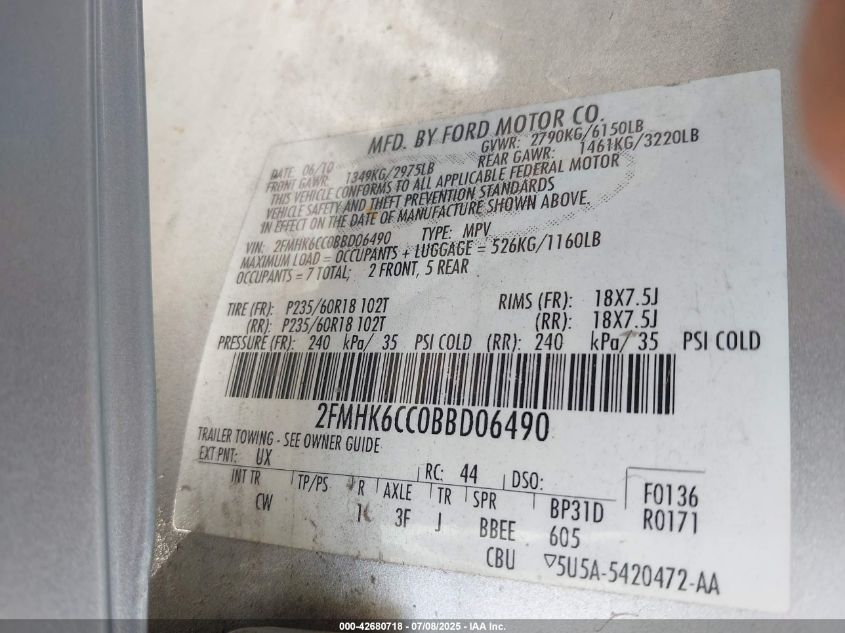 MFD. BY FORD MOTOR CO.
DATE: 06/10 GVWR: 2790KG/6150LB
FRONT GAWR: 1349KG/2975LB REAR GAWR: 1461KG/3220LB
THIS VEHICLE CONFORMS TO ALL APPLICABLE FEDERAL MOTOR
VEHICLE SAFETY AND THEFT PREVENTION STANDARDS
IN EFFECT ON THE DATE OF MANUFACTURE SHOWN ABOVE.
VIN: 2FMHK6CC0BBD06490 TYPE: MPV
MAXIMUM LOAD = OCCUPANTS + LUGGAGE = 526KG/1160LB
OCCUPANTS = 7 TOTAL; 2 FRONT, 5 REAR
TIRE (FR): P235/60R18 102T RIMS (FR): 18X7.5J
(RR): P235/60R18 102T (RR): 18X7.5J
PRESSURE (FR): 240 kPa/ 35 PSI COLD (RR): 240 kPa/ 35 PSI COLD
2FMHK6CC0BBD06490
TRAILER TOWING - SEE OWNER GUIDE
EXT PNT: UX RC: 44 DSO:
INT TR TP/PS R AXLE TR SPR BP31D F0136
CW 1 3F J BBEE 605 R0171
CBU 5U5A-5420472-AA
000-42680718 - 07/08/2025 - IAA Inc.